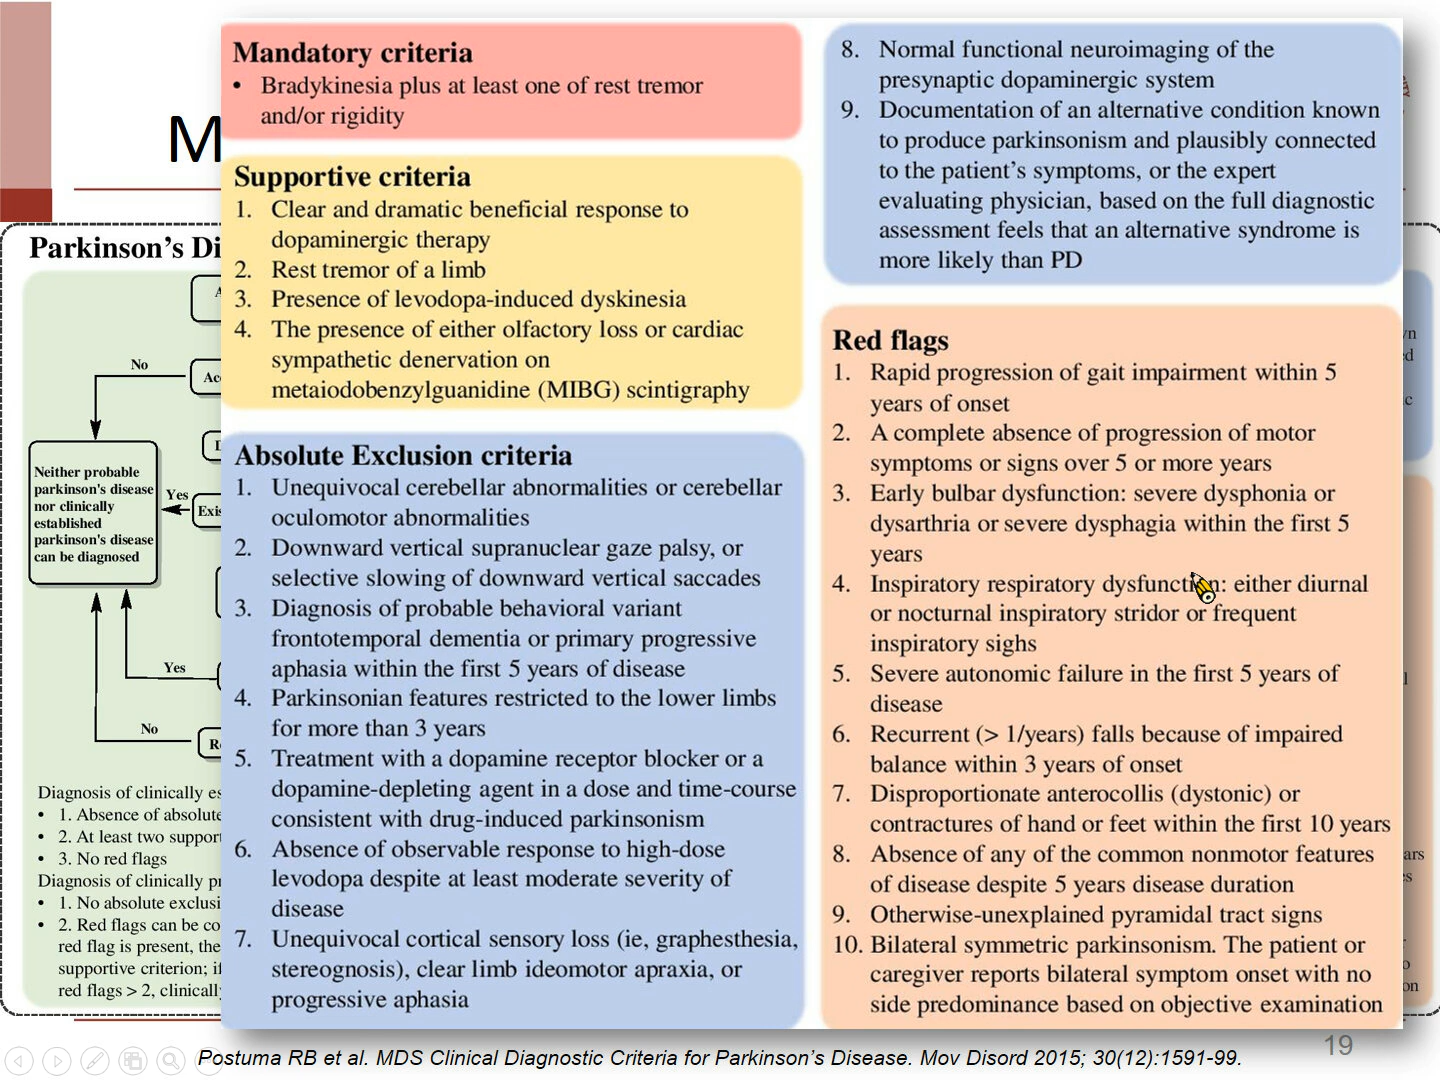 M
Parkinson's Di
No
Ac
Neither probable
parkinson's disease
nor clinically
established
parkinson's disease
can be diagnosed
Yes
Exis
Yes
No
R
Diagnosis of clinically es
• 1. Absence of absolute
• 2. At least two suppor
• 3. No red flags
Diagnosis of clinically p
• 1. No absolute exclusi
• 2. Red flags can be co
red flag is present, the
supportive criterion; if
red flags > 2, clinicall
Mandatory criteria
• Bradykinesia plus at least one of rest tremor
and/or rigidity
Supportive criteria
1. Clear and dramatic beneficial response to
dopaminergic therapy
2. Rest tremor of a limb
3. Presence of levodopa-induced dyskinesia
4. The presence of either olfactory loss or cardiac
sympathetic denervation on
metaiodobenzylguanidine (MIBG) scintigraphy
Absolute Exclusion criteria
1. Unequivocal cerebellar abnormalities or cerebellar
oculomotor abnormalities
2. Downward vertical supranuclear gaze palsy, or
selective slowing of downward vertical saccades
3. Diagnosis of probable behavioral variant
frontotemporal dementia or primary progressive
aphasia within the first 5 years of disease
4. Parkinsonian features restricted to the lower limbs
for more than 3 years
5. Treatment with a dopamine receptor blocker or a
dopamine-depleting agent in a dose and time-course
consistent with drug-induced parkinsonism
6. Absence of observable response to high-dose
levodopa despite at least moderate severity of
disease
7. Unequivocal cortical sensory loss (ie, graphesthesia,
stereognosis), clear limb ideomotor apraxia, or
progressive aphasia
8. Normal functional neuroimaging of the
presynaptic dopaminergic system
9. Documentation of an alternative condition known
to produce parkinsonism and plausibly connected
to the patient's symptoms, or the expert
evaluating physician, based on the full diagnostic
assessment feels that an alternative syndrome is
more likely than PD
Red flags
1. Rapid progression of gait impairment within 5
years of onset
2. A complete absence of progression of motor
symptoms or signs over 5 or more years
3. Early bulbar dysfunction: severe dysphonia or
dysarthria or severe dysphagia within the first 5
years
4. Inspiratory respiratory dysfunction: either diurnal
or nocturnal inspiratory stridor or frequent
inspiratory sighs
5. Severe autonomic failure in the first 5 years of
disease
6. Recurrent (> 1/years) falls because of impaired
balance within 3 years of onset
7. Disproportionate anterocollis (dystonic) or
contractures of hand or feet within the first 10 years
8. Absence of any of the common nonmotor features
of disease despite 5 years disease duration
9. Otherwise-unexplained pyramidal tract signs
10. Bilateral symmetric parkinsonism. The patient or
caregiver reports bilateral symptom onset with no
side predominance based on objective examination
Postuma RB et al. MDS Clinical Diagnostic Criteria for Parkinson's Disease. Mov Disord 2015; 30(12):1591-99.
19